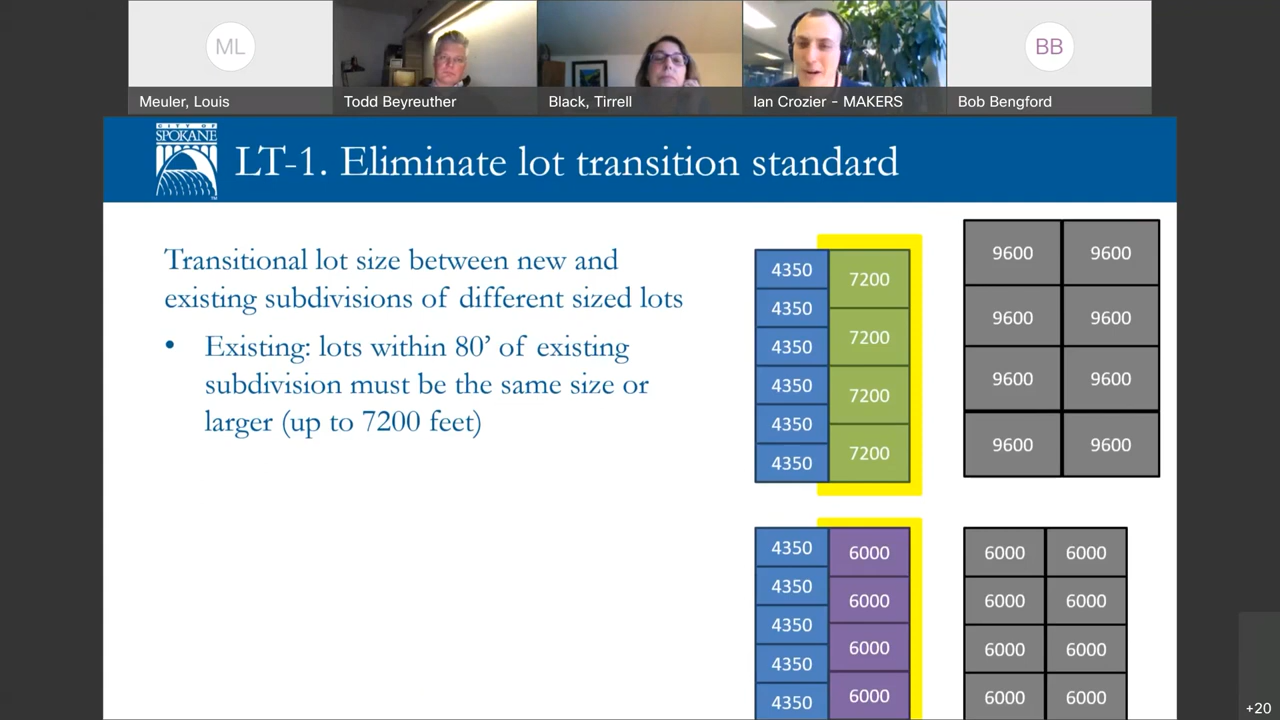 ML
BB
Meuler, Louis
Todd Beyreuther
Black, Tirrell
Ian Crozier - MAKERS
Bob Bengford
CITY OF
SPOKANE
LT-1. Eliminate lot transition standard
Transitional lot size between new and
existing subdivisions of different sized lots
• Existing: lots within 80’ of existing
subdivision must be the same size or
larger (up to 7200 feet)
4350
4350
4350
4350
4350
4350
7200
7200
7200
7200
9600 9600
9600 9600
9600 9600
9600 9600
4350
4350
4350
4350
4350
6000
6000
6000
6000
6000 6000
6000 6000
6000 6000
6000 6000
+20